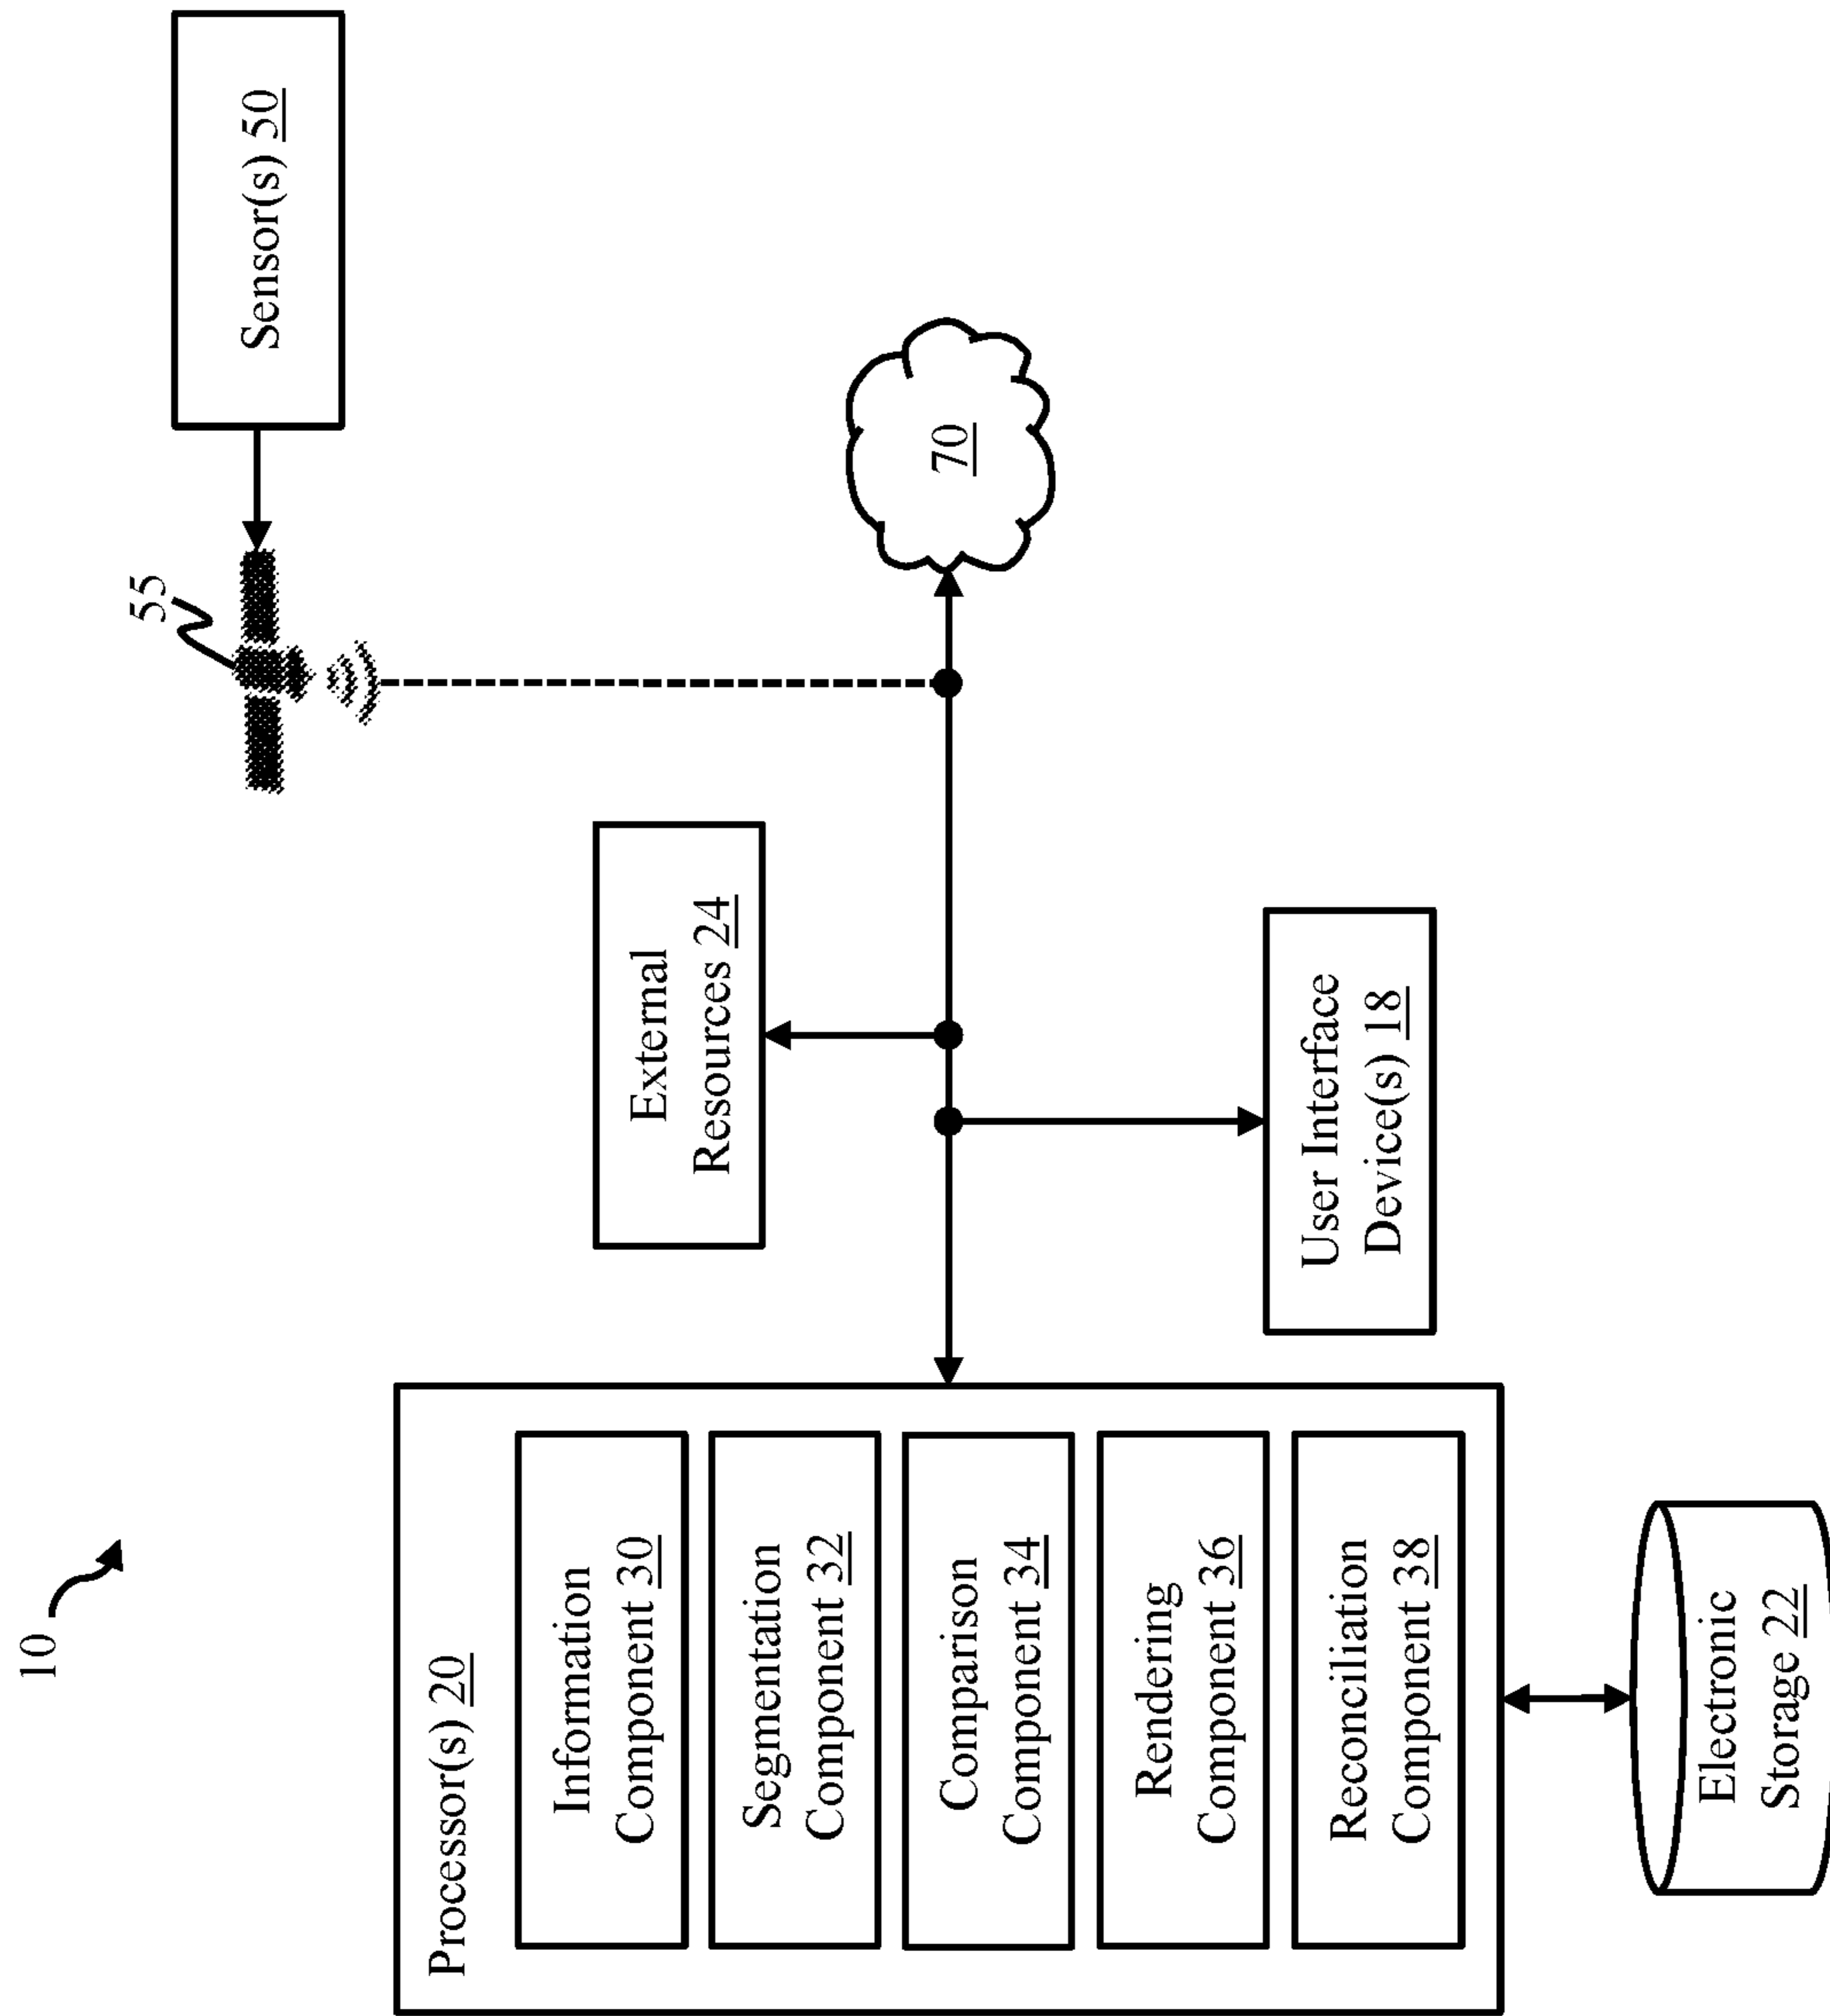 10
Processor(s) 20
Information
Component 30
Segmentation
Component 32
Comparison
Component 34
Rendering
Component 36
Reconciliation
Component 38
Electronic
Storage 22
External
Resources 24
User Interface
Device(s) 18
55
Sensor(s) 50
70